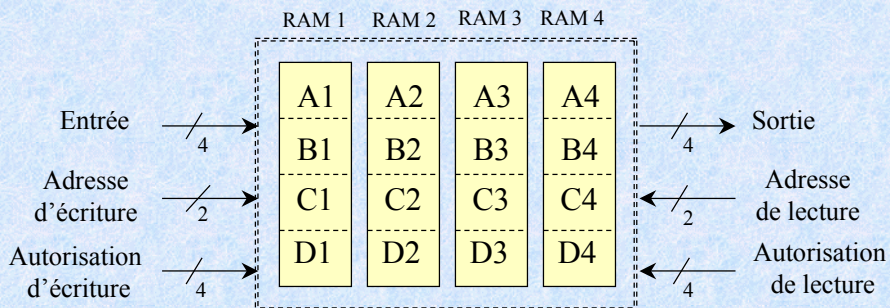 RAM 1 RAM 2 RAM 3 RAM 4
A1 A2 A3 A4
Entrée 4 4 Sortie
B1 B2 B3 B4
Adresse
d’écriture 2
C1 C2 C3 C4
2 Adresse
de lecture
D1 D2 D3 D4
Autorisation
d’écriture 4
4 Autorisation
de lecture